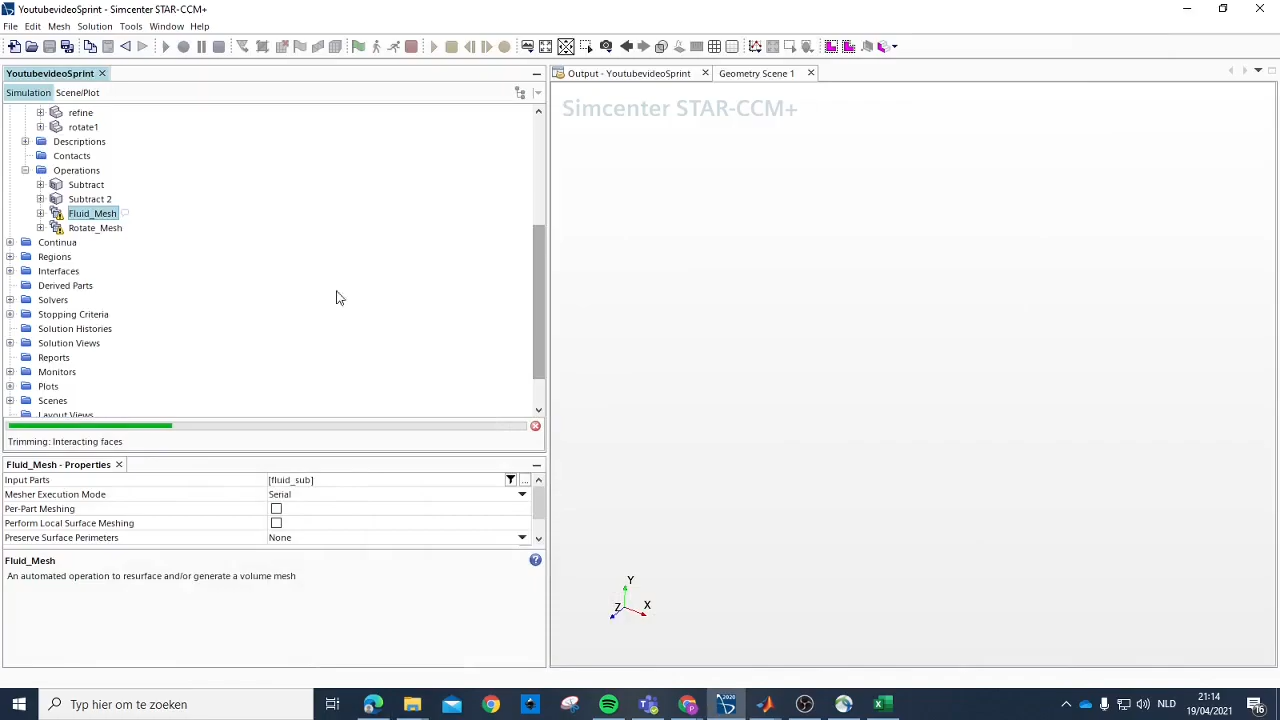 YoutubevideoSprint - Simcenter STAR-CCM+
File Edit Mesh Solution Tools Window Help
YoutubevideoSprint
Simulation Scene/Plot
refine
rotate1
Descriptions
Contacts
Operations
Subtract
Subtract 2
Fluid_Mesh
Rotate_Mesh
Continua
Regions
Interfaces
Derived Parts
Solvers
Stopping Criteria
Solution Histories
Solution Views
Reports
Monitors
Plots
Scenes
Layout Views
Trimming: Interacting faces
Fluid_Mesh - Properties
Input Parts [fluid_sub]
Mesher Execution Mode Serial
Per-Part Meshing
Perform Local Surface Meshing
Preserve Surface Perimeters None
Fluid_Mesh
An automated operation to resurface and/or generate a volume mesh
Output - YoutubevideoSprint Geometry Scene 1
Simcenter STAR-CCM+
Y
Z X
Typ hier om te zoeken
2020
NLD
21:14
19/04/2021
16